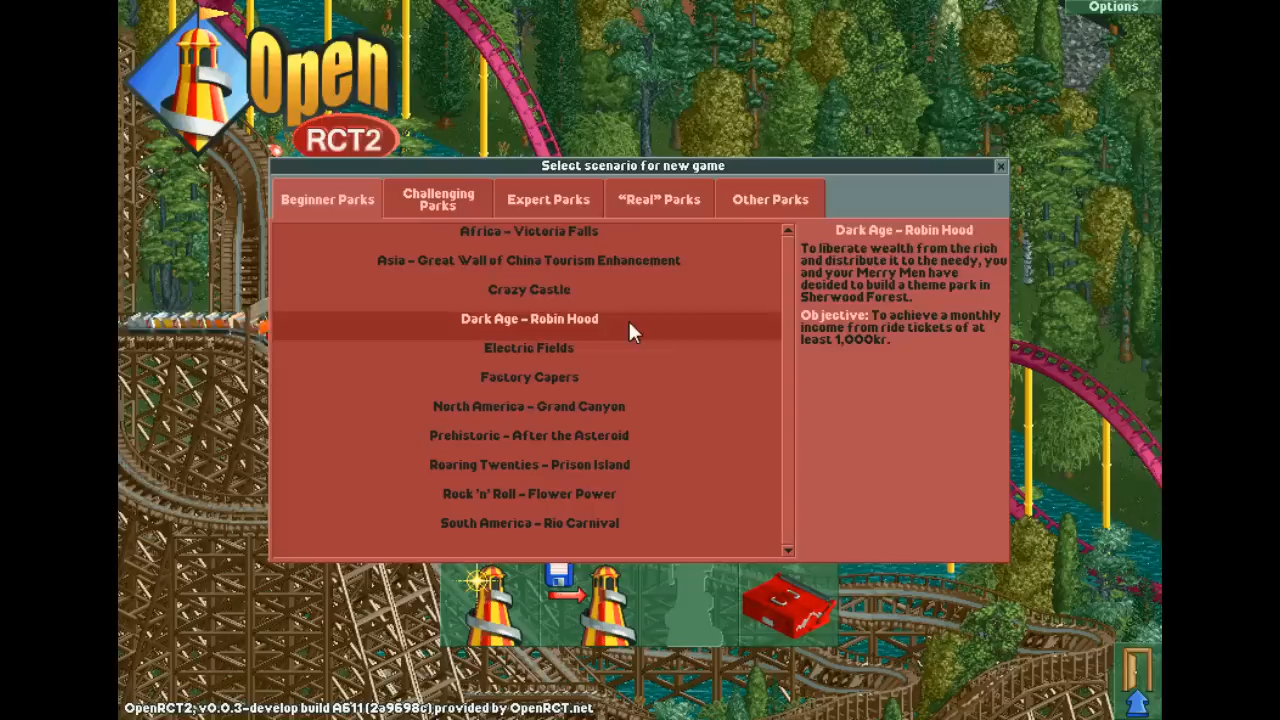 Options
Open
RCT2
Select scenario for new game
Beginner Parks
Challenging
Parks
Expert Parks
“Real” Parks
Other Parks
Africa - Victoria Falls
Asia - Great Wall of China Tourism Enhancement
Crazy Castle
Dark Age - Robin Hood
Electric Fields
Factory Capers
North America - Grand Canyon
Prehistoric - After the Asteroid
Roaring Twenties - Prison Island
Rock 'n' Roll - Flower Power
South America - Rio Carnival
Dark Age - Robin Hood
To liberate wealth from the rich
and distribute it to the needy, you
and your Merry Men have
decided to build a theme park in
Sherwood Forest.
Objective: To achieve a monthly
income from ride tickets of at
least 1,000kr.
OpenRCT2, v0.0.3-develop build A611 (2a9698c) provided by OpenRCT.net